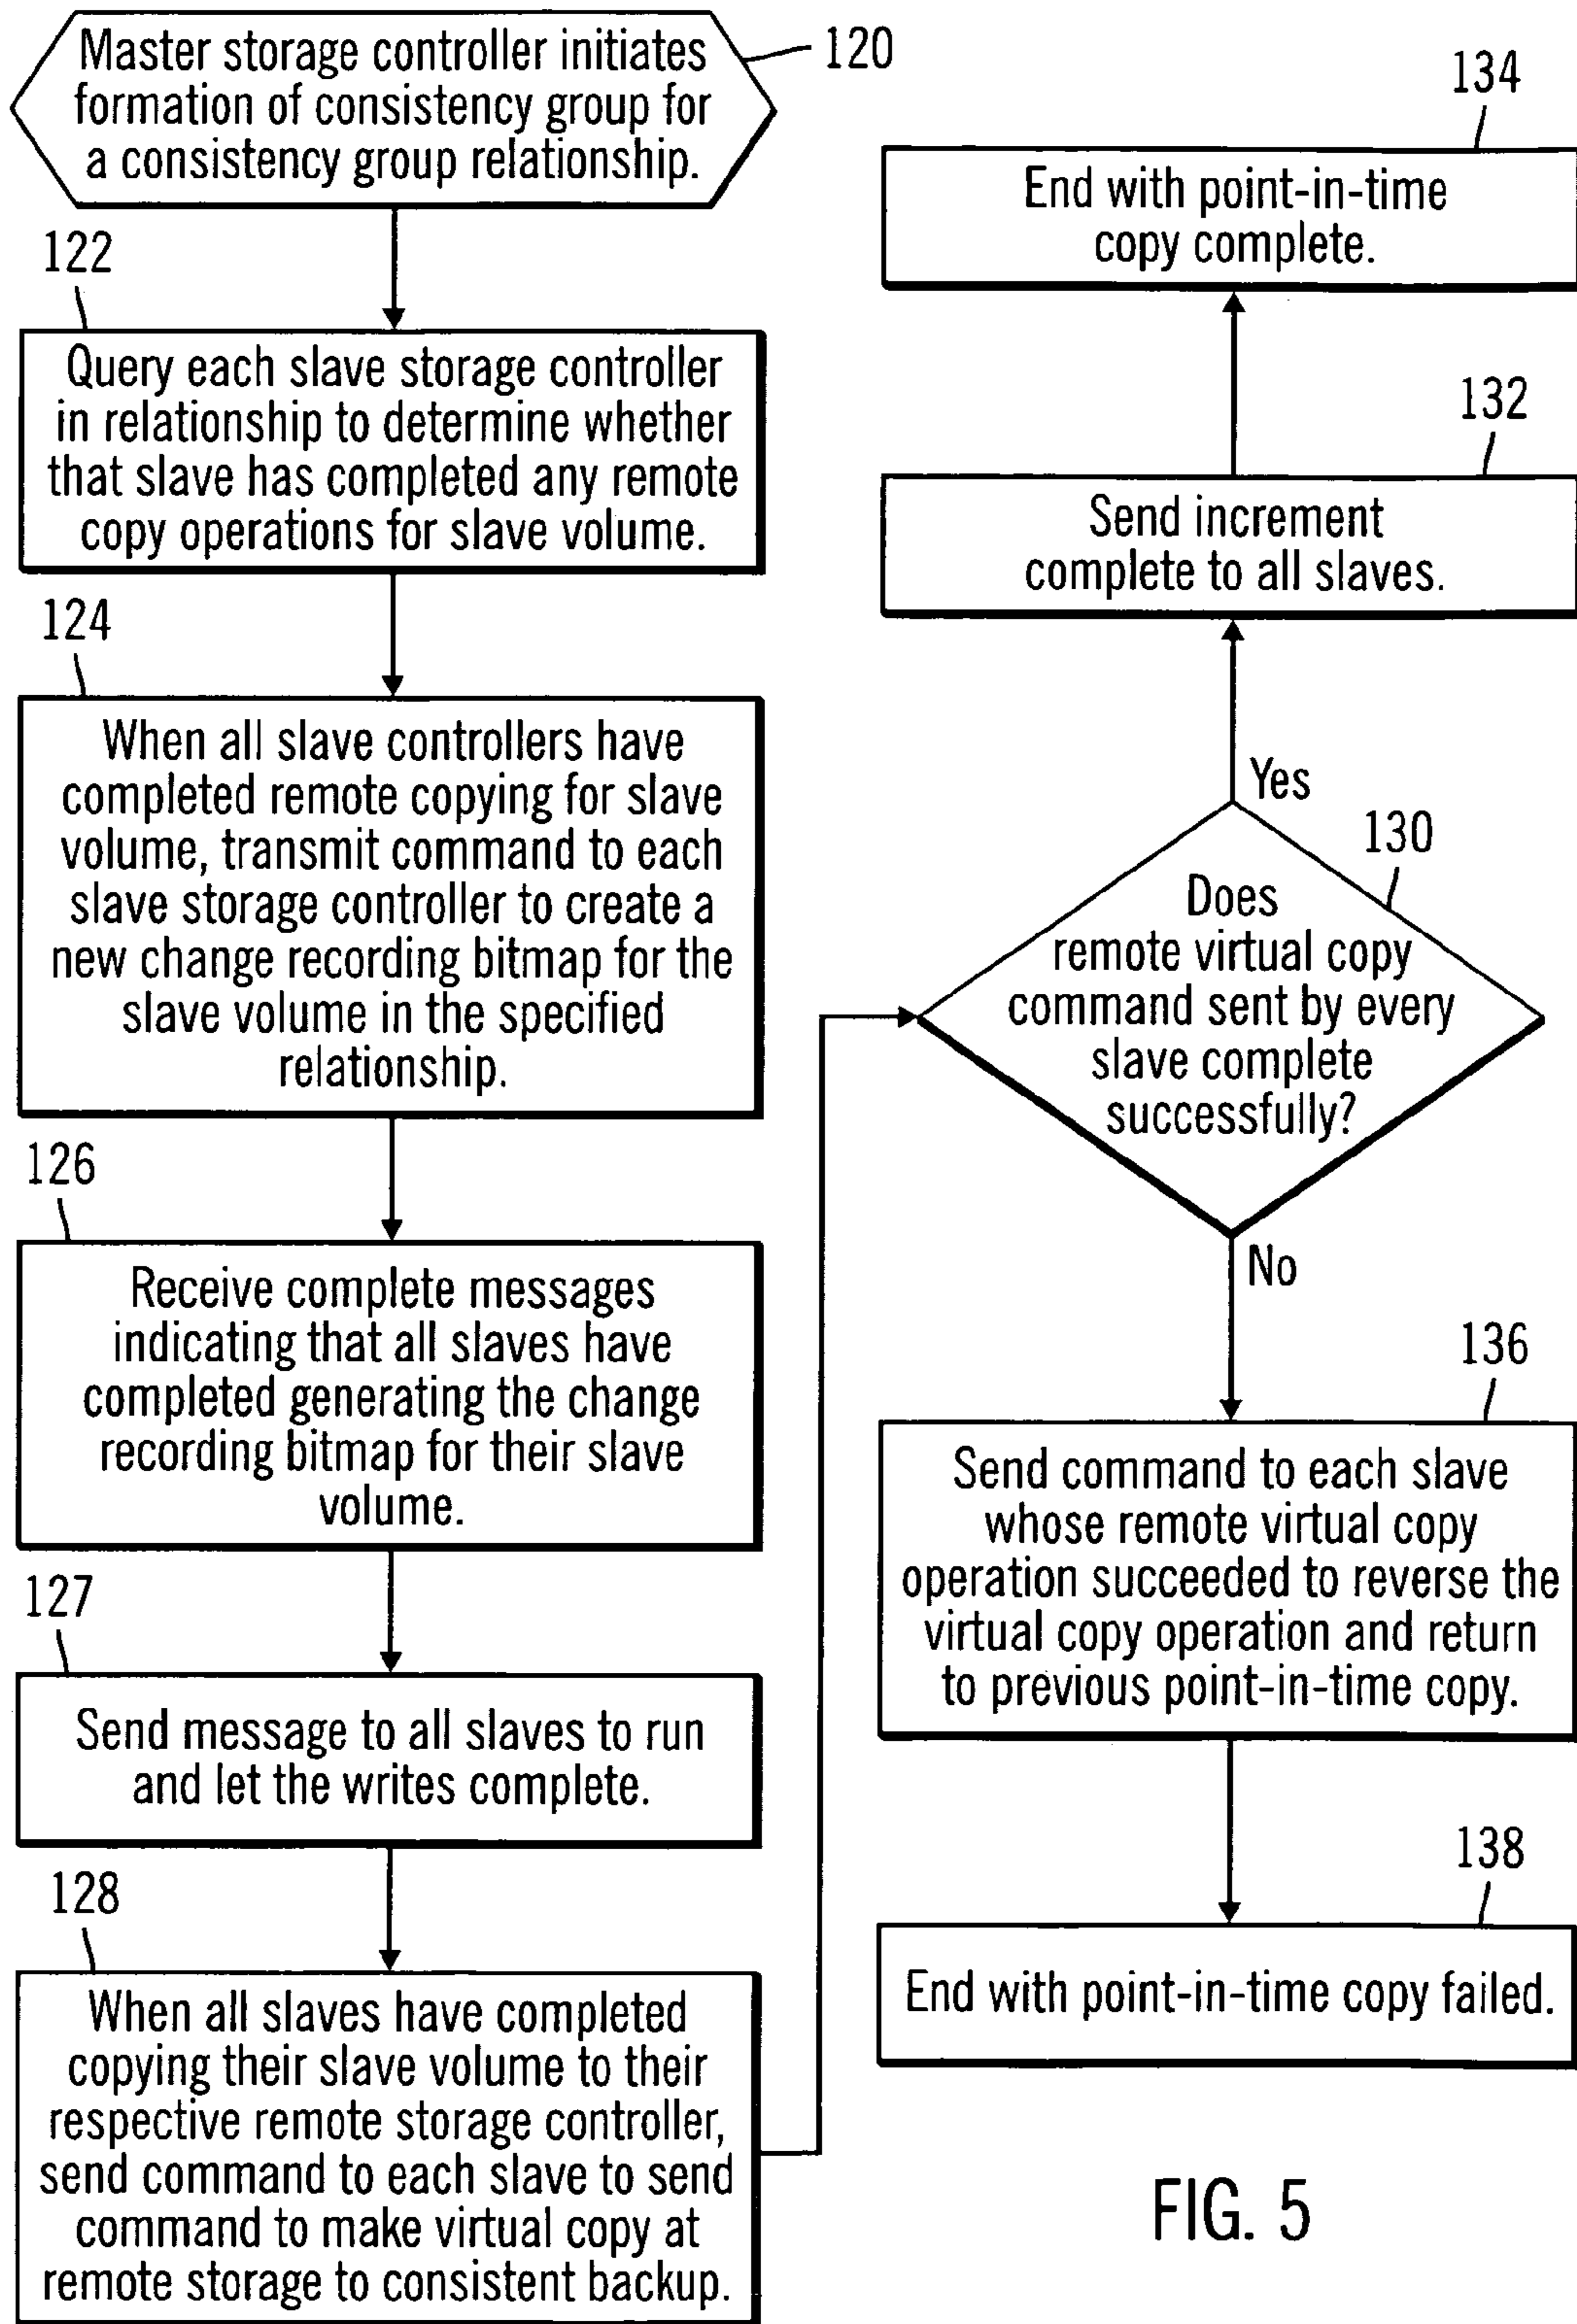 Master storage controller initiates
formation of consistency group for
a consistency group relationship.
120
122
Query each slave storage controller
in relationship to determine whether
that slave has completed any remote
copy operations for slave volume.
124
When all slave controllers have
completed remote copying for slave
volume, transmit command to each
slave storage controller to create a
new change recording bitmap for the
slave volume in the specified
relationship.
126
Receive complete messages
indicating that all slaves have
completed generating the change
recording bitmap for their slave
volume.
127
Send message to all slaves to run
and let the writes complete.
128
When all slaves have completed
copying their slave volume to their
respective remote storage controller,
send command to each slave to send
command to make virtual copy at
remote storage to consistent backup.
134
End with point-in-time
copy complete.
132
Send increment
complete to all slaves.
Yes
130
Does
remote virtual copy
command sent by every
slave complete
successfully?
No
136
Send command to each slave
whose remote virtual copy
operation succeeded to reverse the
virtual copy operation and return
to previous point-in-time copy.
138
End with point-in-time copy failed.
FIG. 5